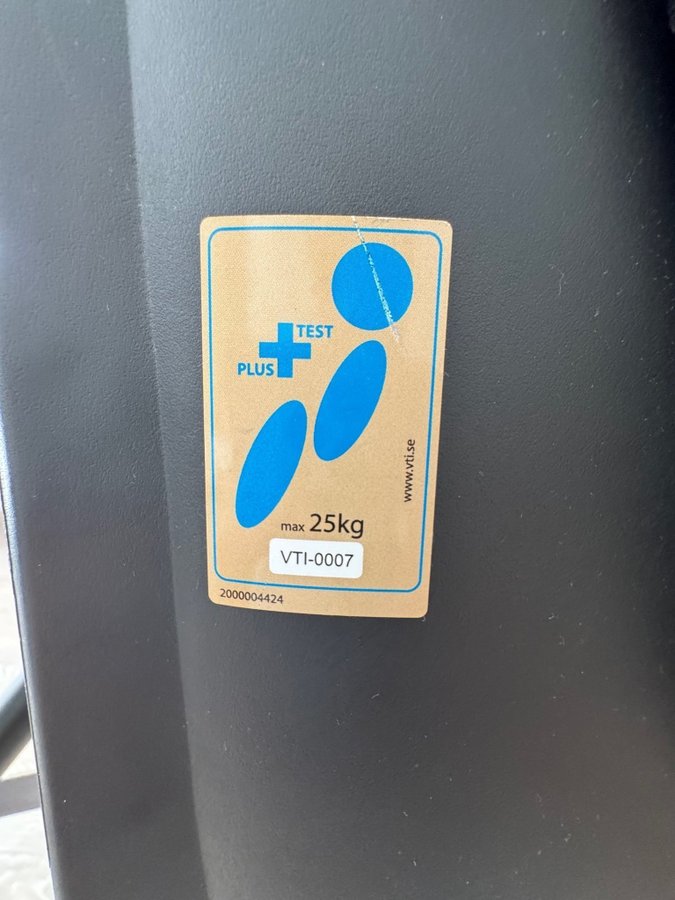 TEST
PLUS
www.vti.se
max 25kg
VTI-0007
2000004424